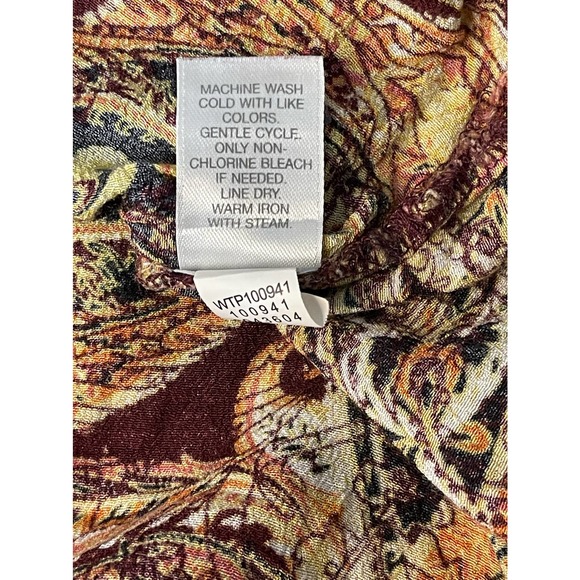 MACHINE WASH
COLD WITH LIKE
COLORS.
GENTLE CYCLE,
ONLY NON-
CHLORINE BLEACH
IF NEEDED.
LINE DRY.
WARM IRON
WITH STEAM.
WTP100941
100941